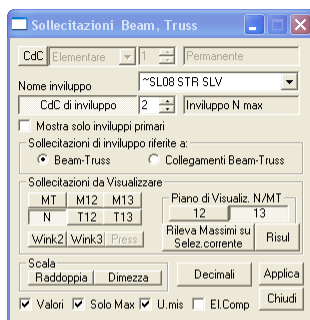 Sollecitazioni Beam, Truss
CdC Elementare 1 Permanente
Nome inviluppo ~SL08 STR SLV
CdC di inviluppo 2 Inviluppo N max
Mostra solo inviluppi primari
Sollecitazioni di inviluppo riferite a:
Beam-Truss Collegamenti Beam-Truss
Sollecitazioni da Visualizzare
Piano di Visualiz. N/MT
MT M12 M13
12 13
N T12 T13
Rileva Massimi su Selez.corrente
Risul
Wink2 Wink3 Press
Scala
Raddoppia Dimezza
Decimali Applica
Valori Solo Max U.mis El.Comp Chiudi